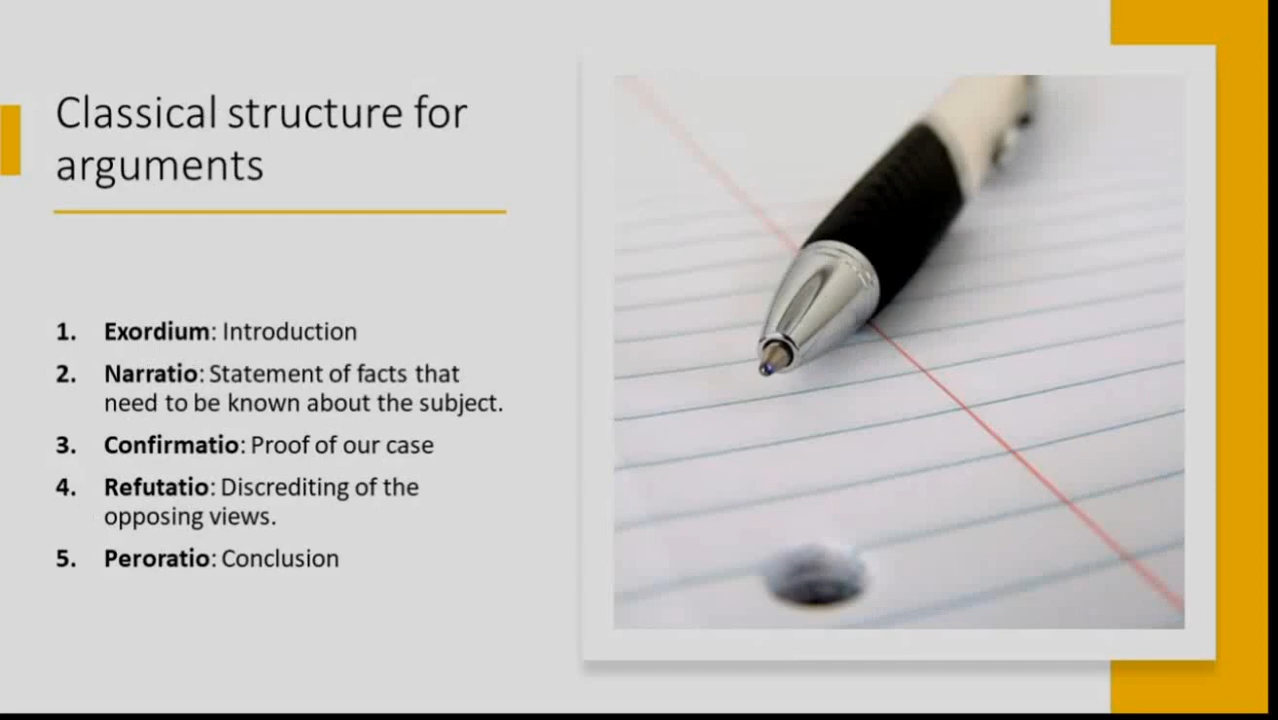 Classical structure for
arguments
1. Exordium: Introduction
2. Narratio: Statement of facts that
need to be known about the subject.
3. Confirmatio: Proof of our case
4. Refutatio: Discrediting of the
opposing views.
5. Peroratio: Conclusion